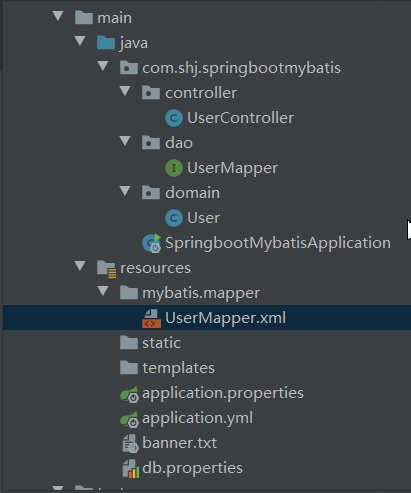 main
java
com.shj.springbootmybatis
controller
UserController
dao
UserMapper
domain
User
SpringbootMybatisApplication
resources
mybatis.mapper
UserMapper.xml
static
templates
application.properties
application.yml
banner.txt
db.properties